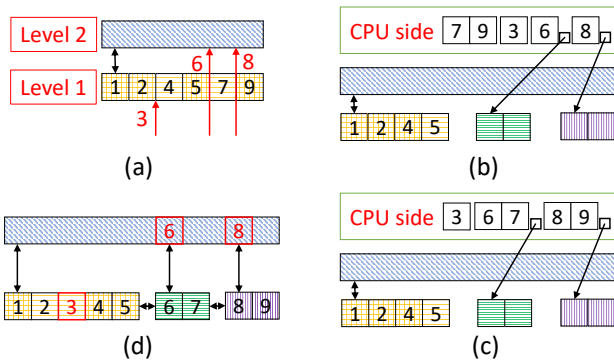 Level 2
6
8
Level 1
1 2 4 5 7 9
3
(a)
CPU side 7 9 3 6 8
1 2 4 5
(b)
6 8
1 2 3 4 5 6 7 8 9
(d)
CPU side 3 6 7 8 9
1 2 4 5
(c)